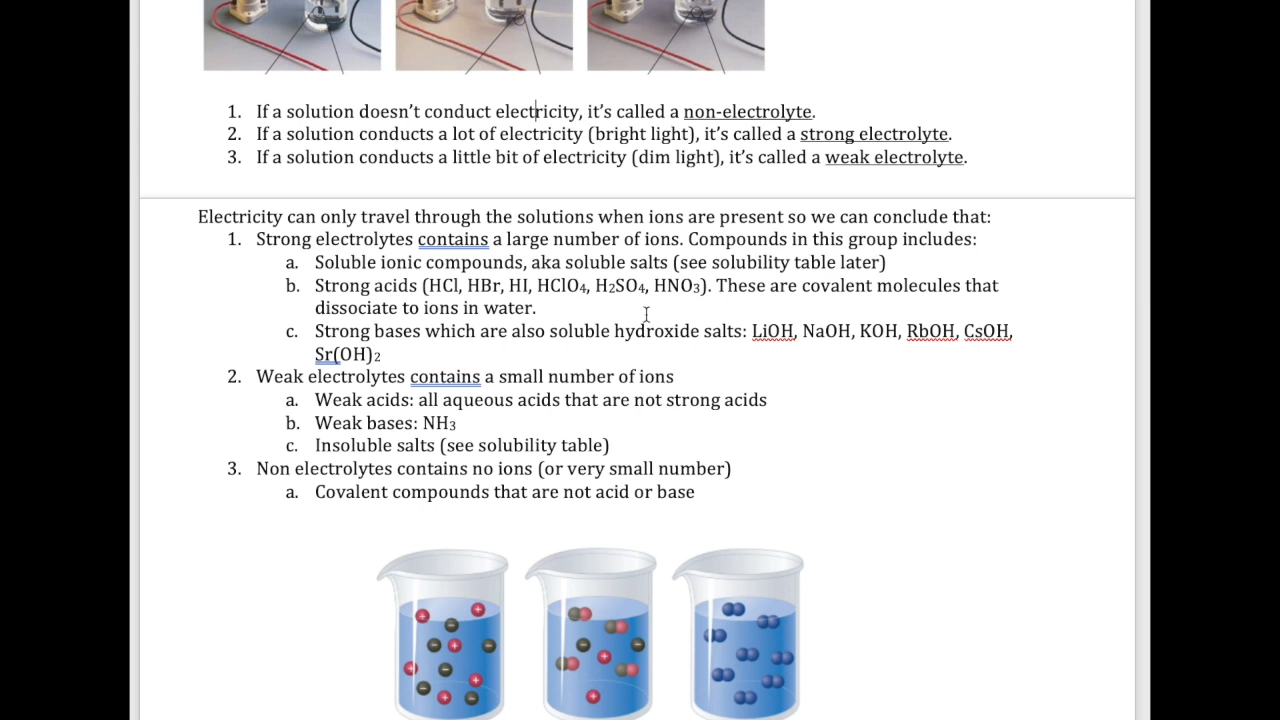 1. If a solution doesn’t conduct electricity, it’s called a non-electrolyte.
2. If a solution conducts a lot of electricity (bright light), it’s called a strong electrolyte.
3. If a solution conducts a little bit of electricity (dim light), it’s called a weak electrolyte.
Electricity can only travel through the solutions when ions are present so we can conclude that:
1. Strong electrolytes contains a large number of ions. Compounds in this group includes:
a. Soluble ionic compounds, aka soluble salts (see solubility table later)
b. Strong acids (HCl, HBr, HI, HClO₄, H₂SO₄, HNO₃). These are covalent molecules that
dissociate to ions in water.
c. Strong bases which are also soluble hydroxide salts: LiOH, NaOH, KOH, RbOH, CsOH,
Sr(OH)₂
2. Weak electrolytes contains a small number of ions
a. Weak acids: all aqueous acids that are not strong acids
b. Weak bases: NH₃
c. Insoluble salts (see solubility table)
3. Non electrolytes contains no ions (or very small number)
a. Covalent compounds that are not acid or base